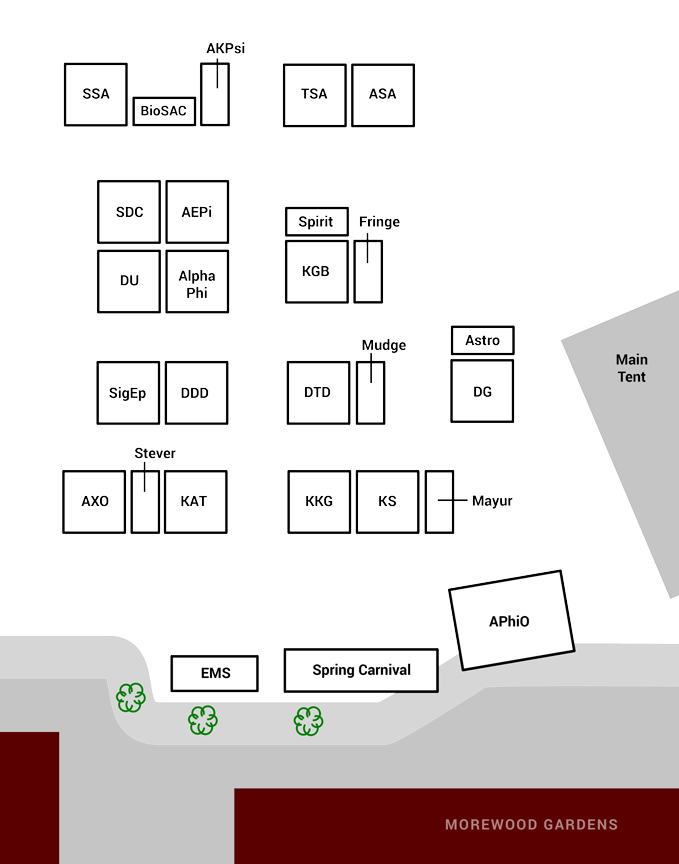 AKPsi
SSA
BioSAC
TSA
ASA
SDC
AEPi
Spirit
Fringe
DU
Alpha
Phi
KGB
Astro
Main
Tent
Mudge
SigEp
DDD
DTD
DG
Stever
AXO
KAT
KKG
KS
Mayur
APhiO
EMS
Spring Carnival
MOREWOOD GARDENS